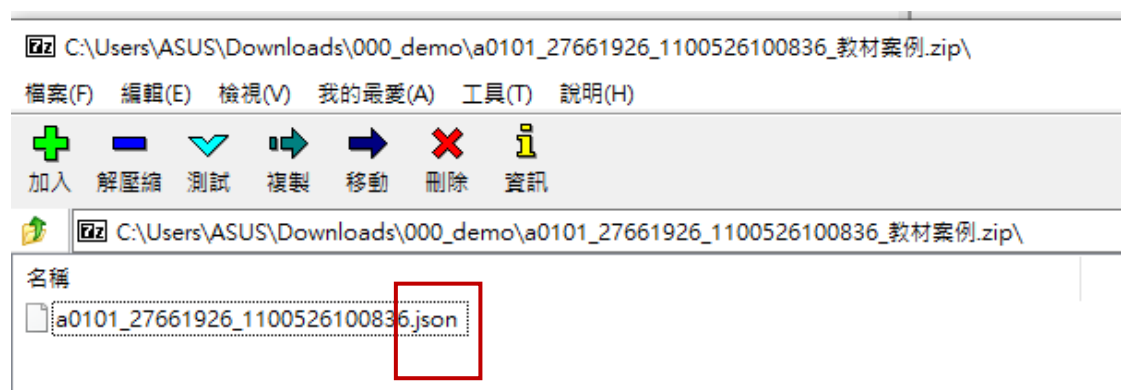 C:\Users\ASUS\Downloads\000_demo\a0101_27661926_1100526100836_教材案例.zip\
檔案(F) 編輯(E) 檢視(V) 我的最愛(A) 工具(T) 說明(H)
加入 解壓縮 測試 複製 移動 刪除 資訊
C:\Users\ASUS\Downloads\000_demo\a0101_27661926_1100526100836_教材案例.zip\
名稱
a0101_27661926_1100526100836.json